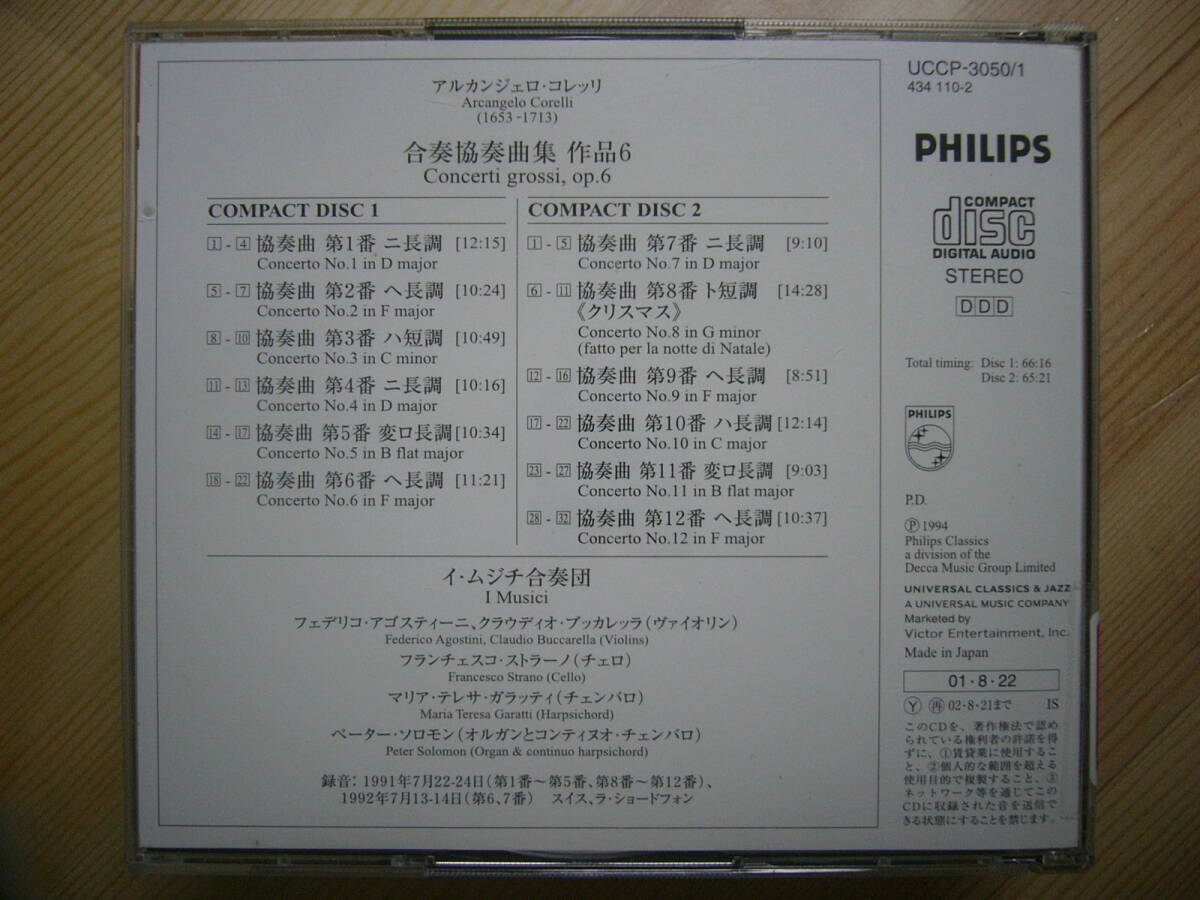 アルカンジェロ・コレッリ
Arcangelo Corelli
(1653-1713)
合奏協奏曲集 作品6
Concerti grossi, op.6
COMPACT DISC 1
1 - 4 協奏曲 第1番 ニ長調 [12:15]
Concerto No.1 in D major
5 - 7 協奏曲 第2番 ヘ長調 [10:24]
Concerto No.2 in F major
8 - 10 協奏曲 第3番 ハ短調 [10:49]
Concerto No.3 in C minor
11 - 13 協奏曲 第4番 ニ長調 [10:16]
Concerto No.4 in D major
14 - 17 協奏曲 第5番 変ロ長調 [10:34]
Concerto No.5 in B flat major
18 - 22 協奏曲 第6番 ヘ長調 [11:21]
Concerto No.6 in F major
COMPACT DISC 2
1 - 5 協奏曲 第7番 ニ長調 [9:10]
Concerto No.7 in D major
6 - 11 協奏曲 第8番 ト短調 [14:28]
《クリスマス》
Concerto No.8 in G minor
(fatto per la notte di Natale)
12 - 16 協奏曲 第9番 ヘ長調 [8:51]
Concerto No.9 in F major
17 - 22 協奏曲 第10番 ハ長調 [12:14]
Concerto No.10 in C major
23 - 27 協奏曲 第11番 変ロ長調 [9:03]
Concerto No.11 in B flat major
28 - 32 協奏曲 第12番 ヘ長調 [10:37]
Concerto No.12 in F major
イ・ムジチ合奏団
I Musici
フェデリコ・アゴスティーニ、クラウディオ・ブッカレッラ(ヴァイオリン)
Federico Agostini, Claudio Buccarella (Violins)
フランチェスコ・ストラーノ(チェロ)
Francesco Strano (Cello)
マリア・テレサ・ガラッティ(チェンバロ)
Maria Teresa Garatti (Harpsichord)
ペーター・ソロモン(オルガンとコンティヌオ・チェンバロ)
Peter Solomon (Organ & continuo harpsichord)
録音:1991年7月22-24日(第1番~第5番、第8番~第12番)、
1992年7月13-14日(第6、7番) スイス、ラ・ショードフォン
UCCP-3050/1
434 110-2
PHILIPS
COMPACT
disc
DIGITAL AUDIO
STEREO
DDD
Total timing: Disc 1: 66:16
Disc 2: 65:21
PHILIPS
P.D.
Ⓟ1994
Philips Classics
a division of the
Decca Music Group Limited
UNIVERSAL CLASSICS & JAZZ
A UNIVERSAL MUSIC COMPANY
Marketed by
Victor Entertainment, Inc.
Made in Japan
01・8・22
Ⓨ ㊢ 02・8・21まで IS
このCDを、著作権法で認め
られている権利者の許諾を得
ずに、①賃貸業に使用するこ
と、②個人的な範囲を超える
使用目的で複製すること、③
ネットワーク等を通じてこの
CDに収録された音を送信で
きる状態にすることを禁じます。